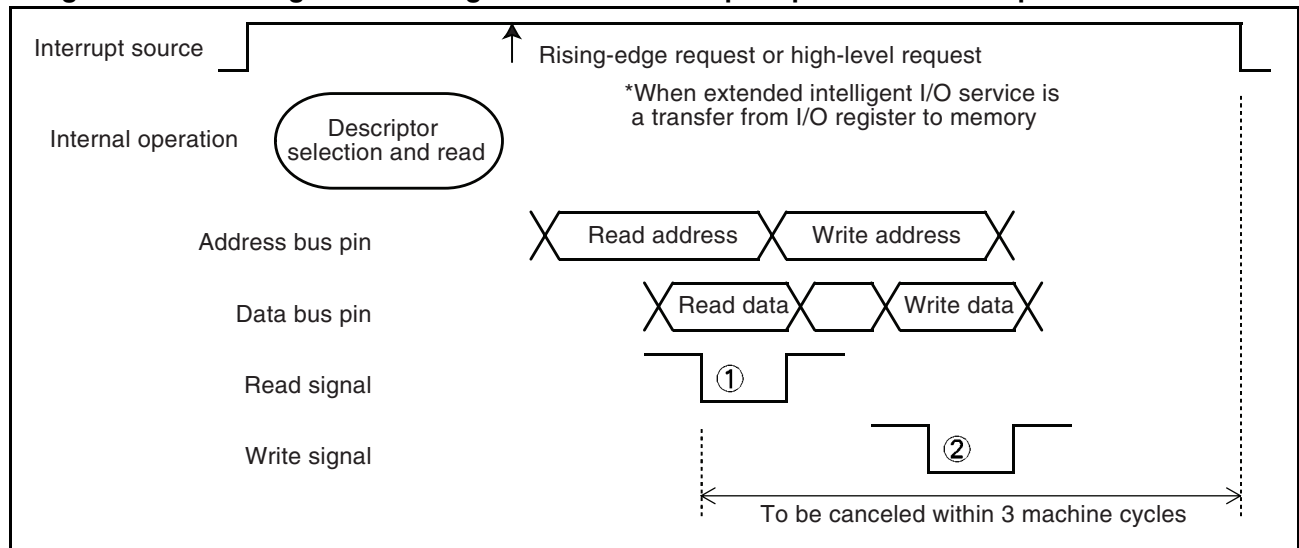 Interrupt source
Rising-edge request or high-level request
*When extended intelligent I/O service is
a transfer from I/O register to memory
Internal operation
Descriptor
selection and read
Address bus pin
Read address
Write address
Data bus pin
Read data
Write data
Read signal
①
Write signal
②
To be canceled within 3 machine cycles